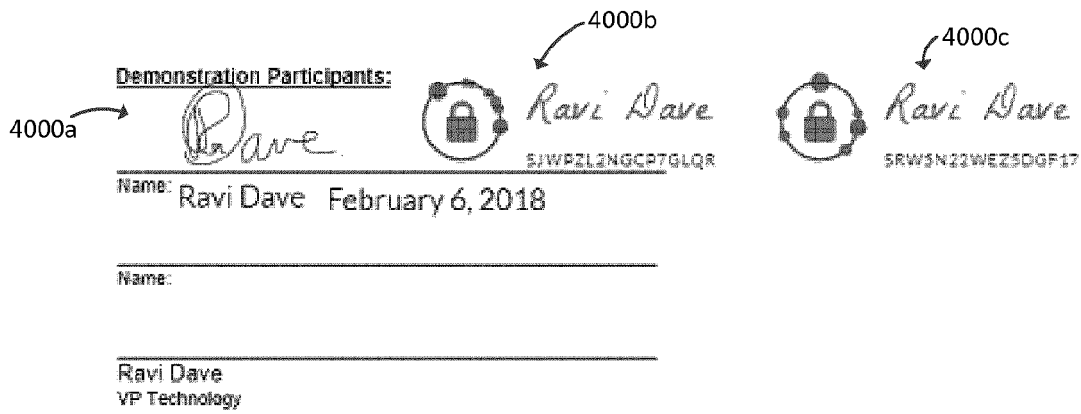 4000b
4000c
Demonstration Participants:
4000a
Dave
Ravi Dave
Ravi Dave
SJWPZL2NGCP7GLQR
SRWSN22WEZSDGF17
Name: Ravi Dave February 6, 2018
Name:
Ravi Dave
VP Technology